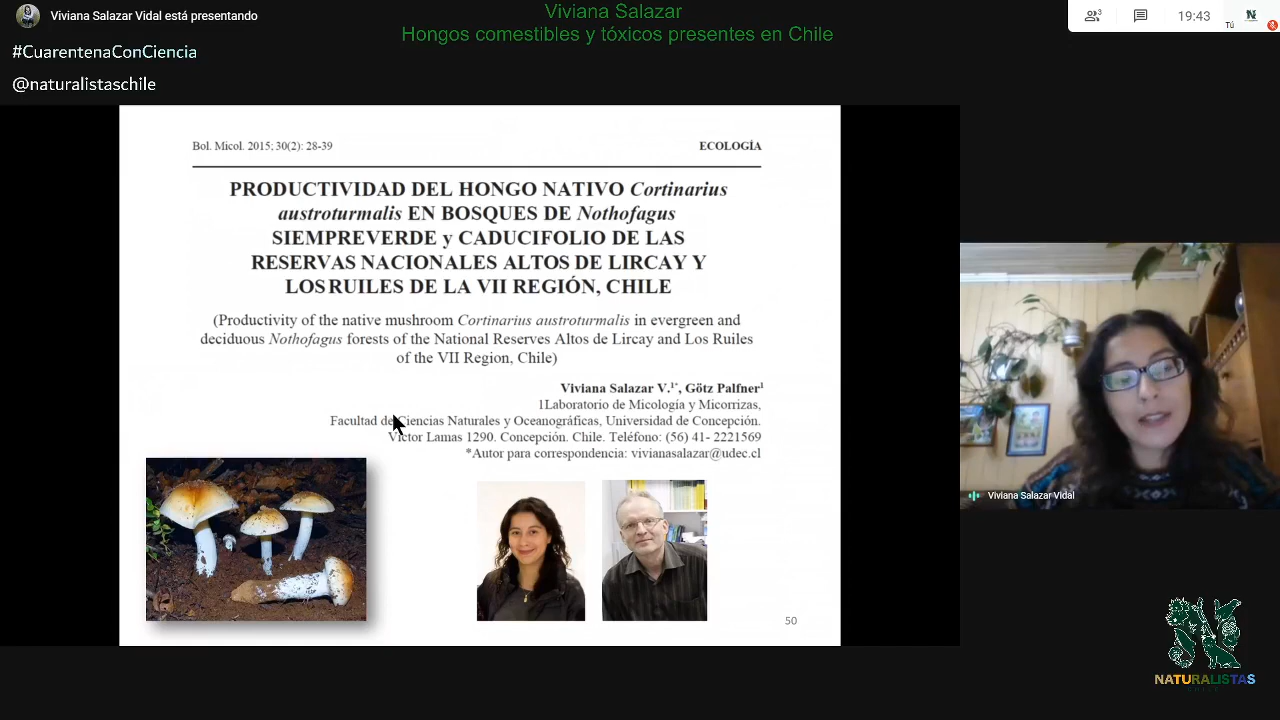 Viviana Salazar Vidal está presentando
Viviana Salazar
Hongos comestibles y tóxicos presentes en Chile
3
19:43
Tú
#CuarentenaConCiencia
@naturalistaschile
Bol. Micol. 2015; 30(2): 28-39
ECOLOGÍA
PRODUCTIVIDAD DEL HONGO NATIVO Cortinarius
austroturmalis EN BOSQUES DE Nothofagus
SIEMPREVERDE y CADUCIFOLIO DE LAS
RESERVAS NACIONALES ALTOS DE LIRCAY Y
LOS RUILES DE LA VII REGIÓN, CHILE
(Productivity of the native mushroom Cortinarius austroturmalis in evergreen and
deciduous Nothofagus forests of the National Reserves Altos de Lircay and Los Ruiles
of the VII Region, Chile)
Viviana Salazar V.1*, Götz Palfner1
1Laboratorio de Micología y Micorrizas,
Facultad de Ciencias Naturales y Oceanográficas, Universidad de Concepción.
Víctor Lamas 1290. Concepción. Chile. Teléfono: (56) 41- 2221569
*Autor para correspondencia: vivianasalazar@udec.cl
50
Viviana Salazar Vidal
NATURALISTAS
CHILE